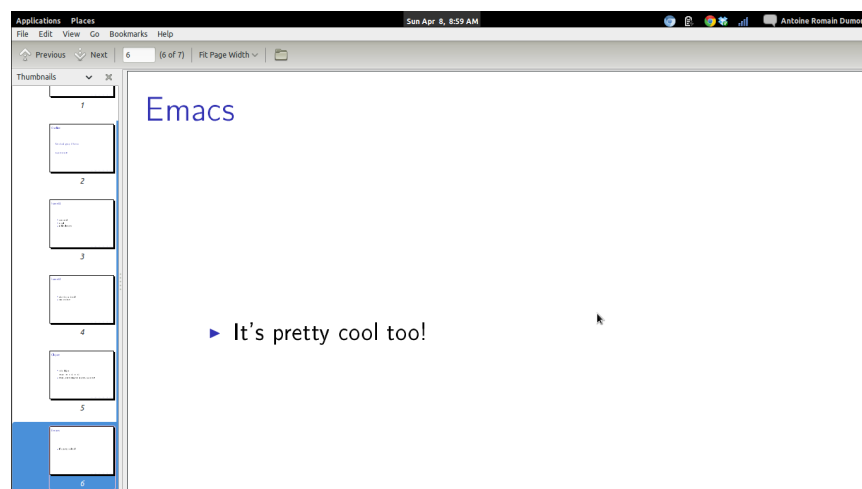 Applications Places Sun Apr 8, 8:59 AM Antoine Romain Dumon
File Edit View Go Bookmarks Help
Previous Next 6 (6 of 7) Fit Page Width
Thumbnails
1
2
3
4
5
6
Emacs
It's pretty cool too!